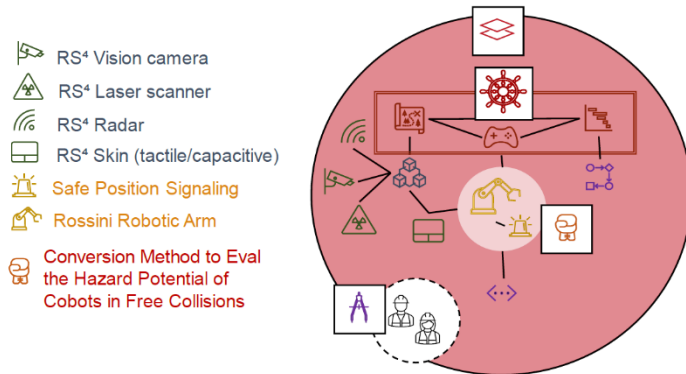 RS⁴ Vision camera
RS⁴ Laser scanner
RS⁴ Radar
RS⁴ Skin (tactile/capacitive)
Safe Position Signaling
Rossini Robotic Arm
Conversion Method to Eval
the Hazard Potential of
Cobots in Free Collisions